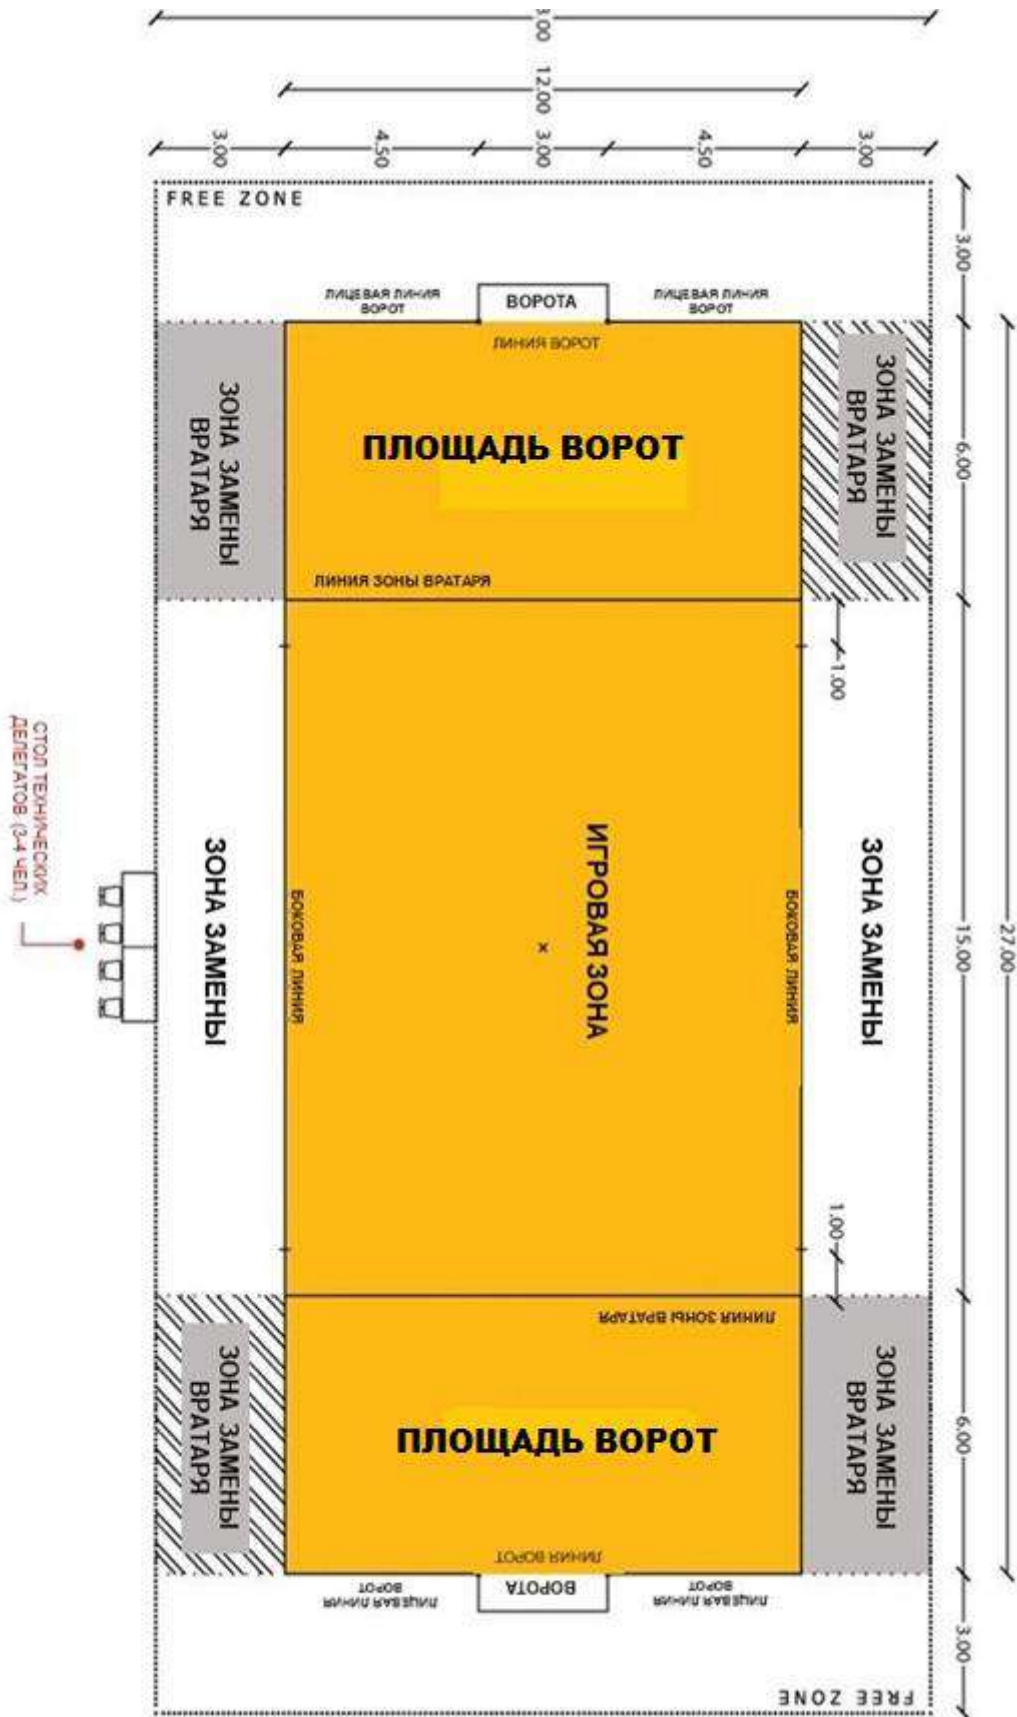 8.00
12.00
3.00
4.50
3.00
4.50
3.00
FREE ZONE
3.00
ЛИЦЕВАЯ ЛИНИЯ
ВОРОТ
ВОРОТА
ЛИЦЕВАЯ ЛИНИЯ
ВОРОТ
ЛИНИЯ ВОРОТ
ЗОНА ЗАМЕНЫ
ВРАТАРЯ
ПЛОЩАДЬ ВОРОТ
ЗОНА ЗАМЕНЫ
ВРАТАРЯ
6.00
ЛИНИЯ ЗОНЫ ВРАТАРЯ
1.00
СТОЛ ТЕХНИЧЕСКИХ
ДЕЛЕГАТОВ (3-4 ЧЕЛ.)
ЗОНА ЗАМЕНЫ
БОКОВАЯ ЛИНИЯ
x
ИГРОВАЯ ЗОНА
БОКОВАЯ ЛИНИЯ
ЗОНА ЗАМЕНЫ
15.00
27.00
1.00
ЛИНИЯ ЗОНЫ ВРАТАРЯ
ЗОНА ЗАМЕНЫ
ВРАТАРЯ
ПЛОЩАДЬ ВОРОТ
ЗОНА ЗАМЕНЫ
ВРАТАРЯ
6.00
ЛИНИЯ ВОРОТ
ЛИЦЕВАЯ ЛИНИЯ
ВОРОТ
ВОРОТА
ЛИЦЕВАЯ ЛИНИЯ
ВОРОТ
3.00
FREE ZONE